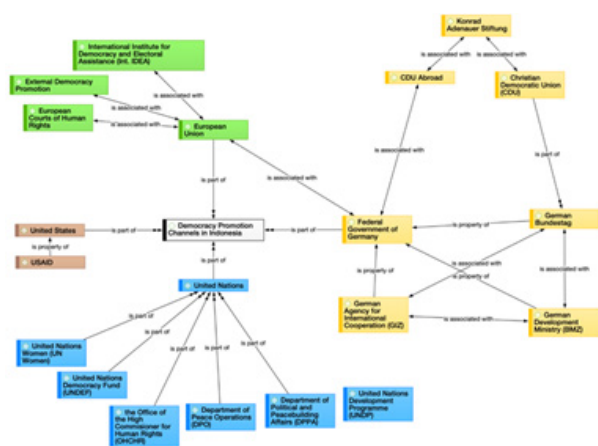 Konrad
Adenauer Stiftung
International Institute for
Democracy and Electoral
Assistance (Int. IDEA)
is associated with
is associated with
External Democracy
Promotion
CDU Abroad
Christian
Democratic Union
(CDU)
is associated with
is associated with
European
Courts of Human
Rights
is associated with
European
Union
is associated with
is part of
is part of
is associated with
United States
is part of
Democracy Promotion
Channels in Indonesia
is part of
Federal
Government of
Germany
is property of
German
Bundestag
is property of
USAID
is part of
is associated with
is property of
is property of
is associated with
United Nations
German
Agency for
International
Cooperation (GIZ)
is associated with
German
Development
Ministry (BMZ)
is part of
is part of
is part of
is part of
is part of
United Nations
Women (UN
Women)
United Nations
Democracy Fund
(UNDEF)
the Office of
the High
Commisioner for
Human Rights
(OHCHR)
Department of
Peace Operations
(DPO)
Department of
Political and
Peacebuilding
Affairs (DPPA)
United Nations
Development
Programme
(UNDP)